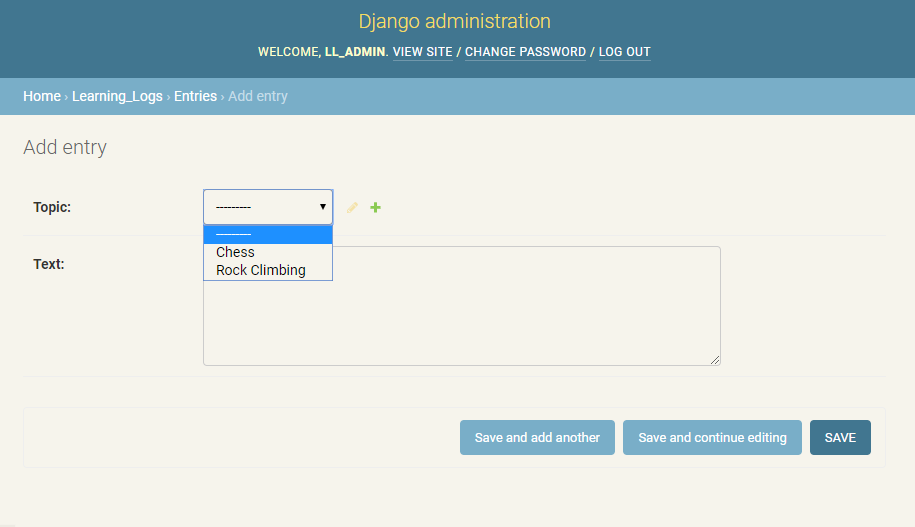 Django administration
WELCOME, LL_ADMIN. VIEW SITE / CHANGE PASSWORD / LOG OUT
Home › Learning_Logs › Entries › Add entry
Add entry
Topic:
---------
---------
Chess
Rock Climbing
Text:
Save and add another
Save and continue editing
SAVE